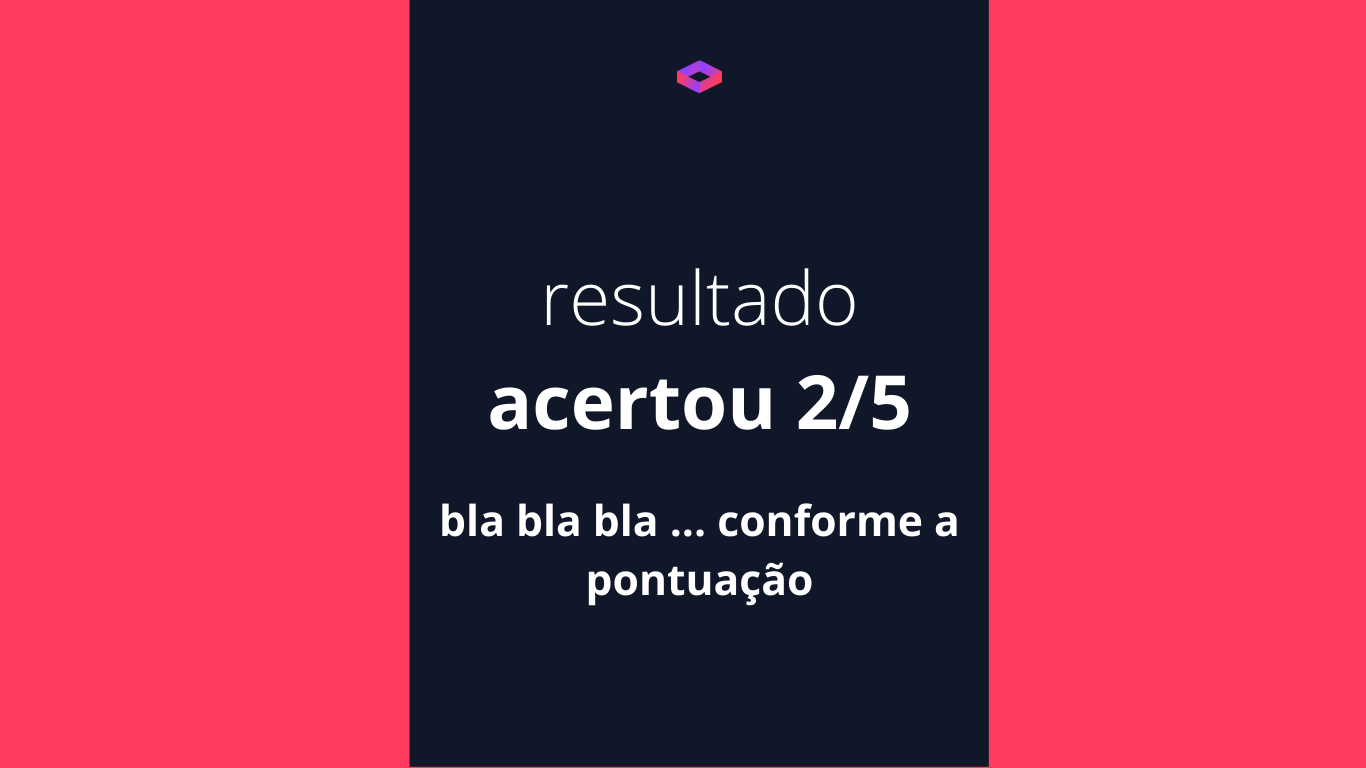 resultado
acertou 2/5
bla bla bla ... conforme a
pontuação